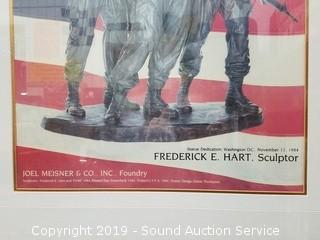 Statue Dedication: Washington D.C. November 11, 1984
FREDERICK E. HART, Sculptor
JOEL MEISNER & CO., INC. Foundry
Copyright 2019 - Sound Auction Service